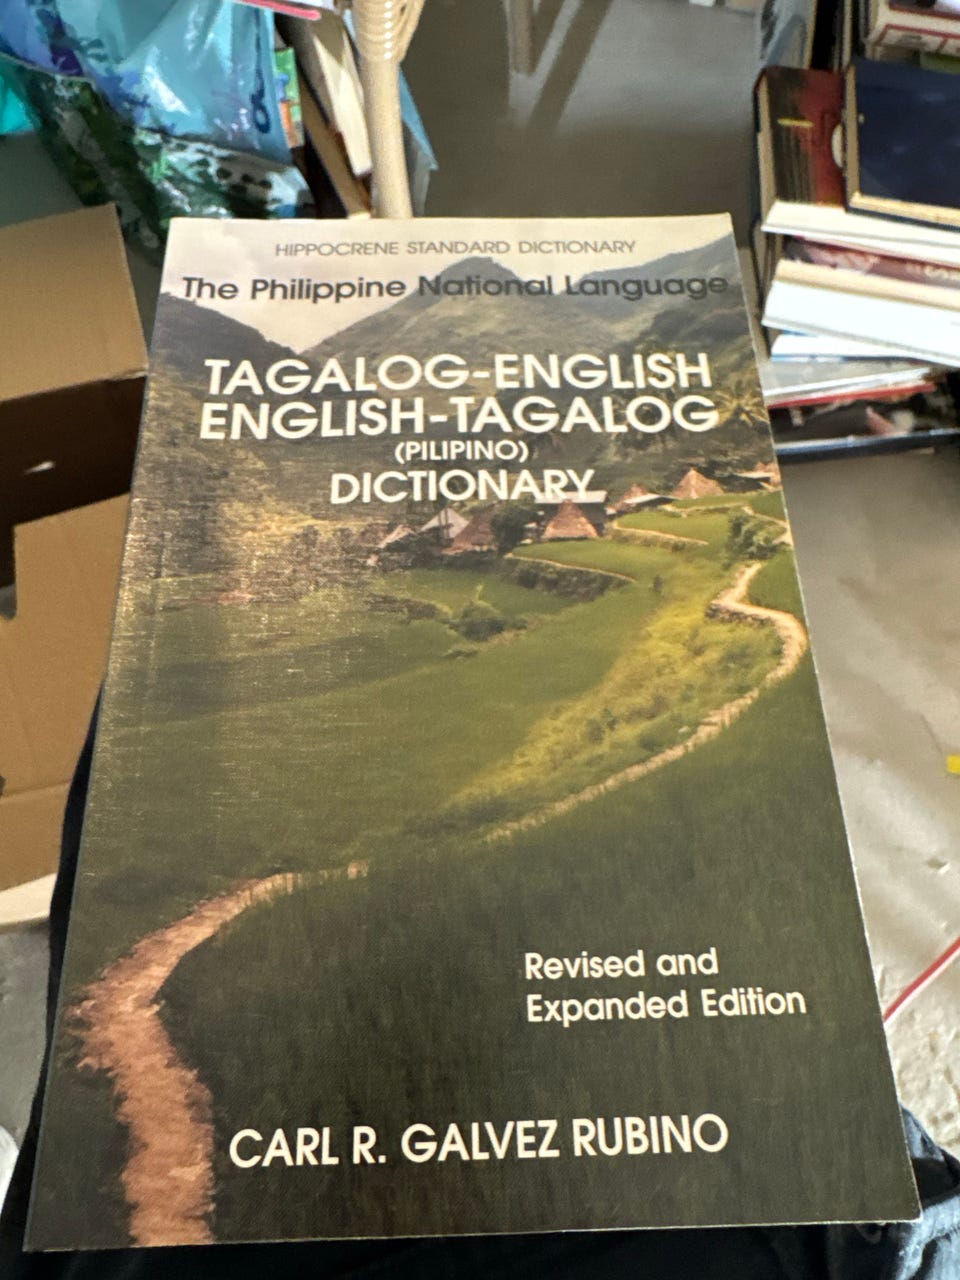 HIPPOCRENE STANDARD DICTIONARY
The Philippine National Language
TAGALOG-ENGLISH
ENGLISH-TAGALOG
(PILIPINO)
DICTIONARY
Revised and
Expanded Edition
CARL R. GALVEZ RUBINO